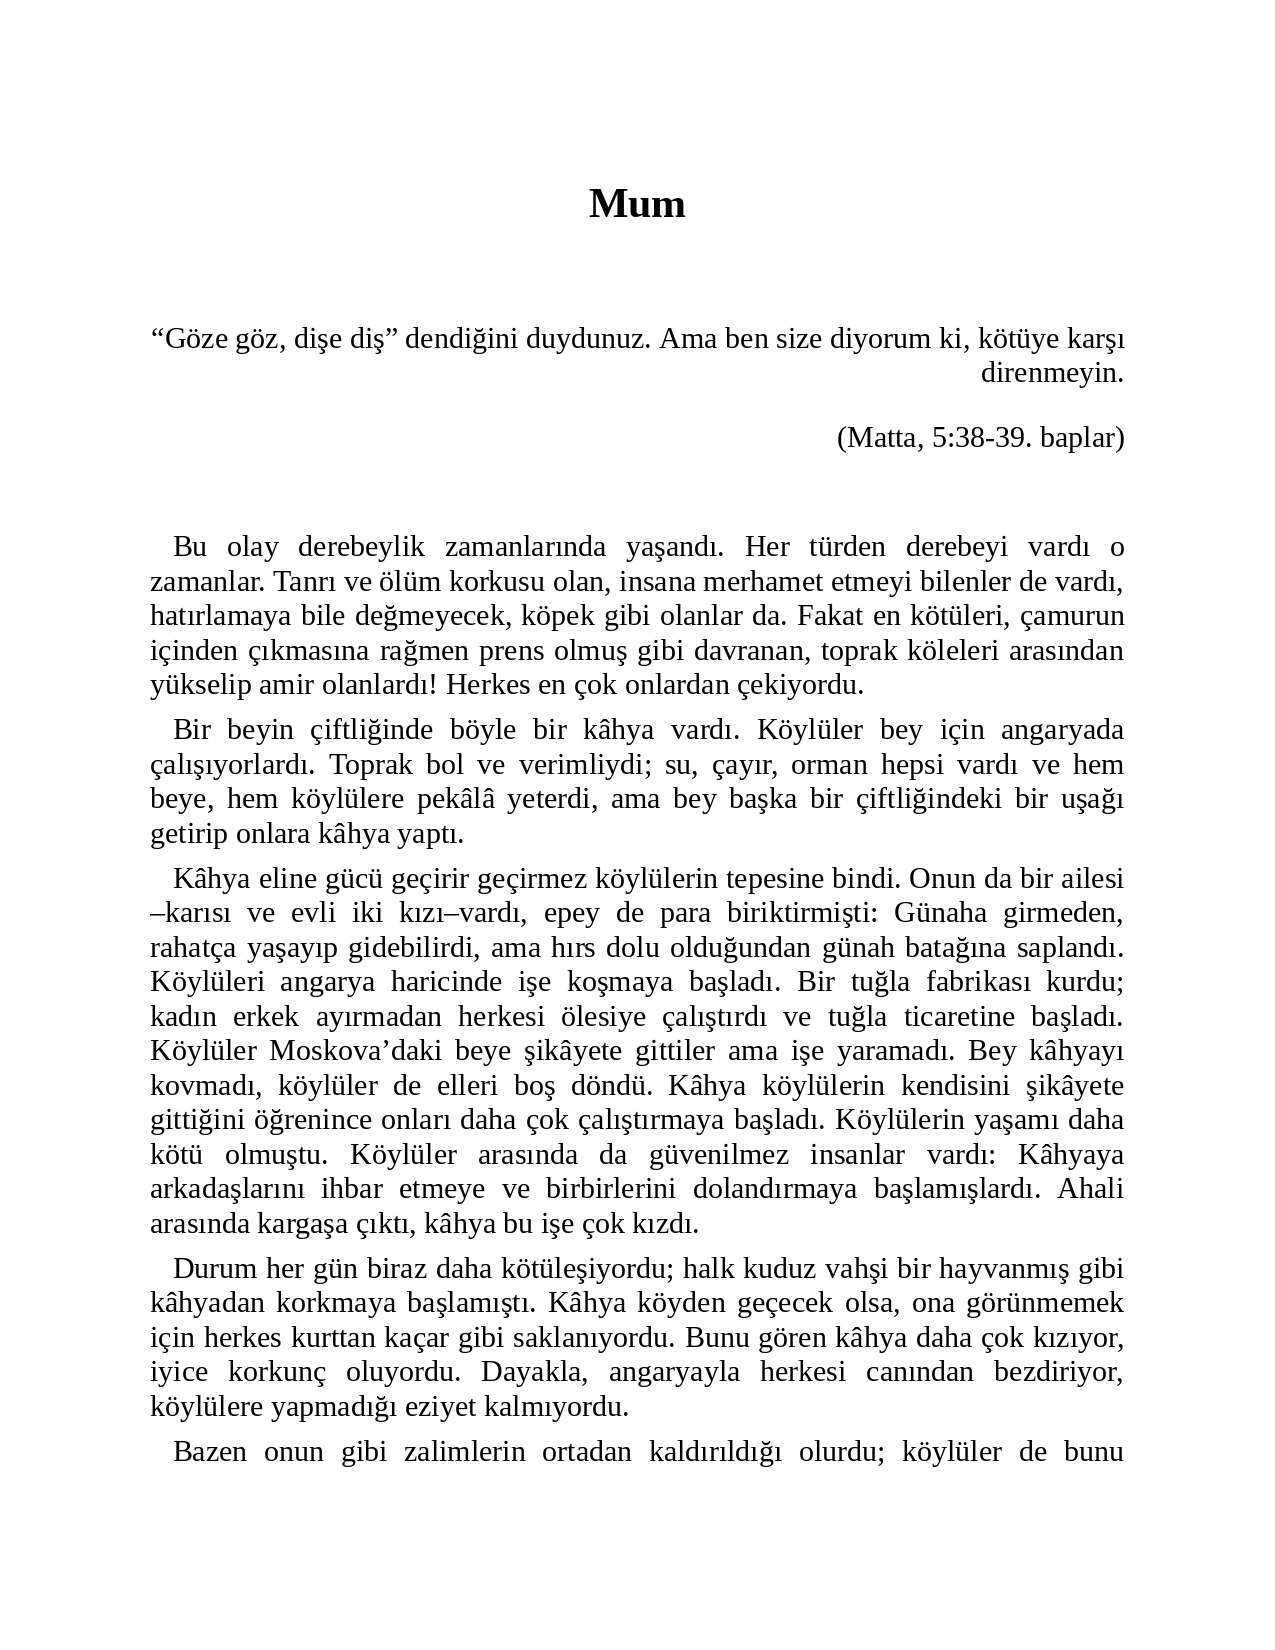 Mum
“Göze göz, dişe diş” dendiğini duydunuz. Ama ben size diyorum ki, kötüye karşı
direnmeyin.
(Matta, 5:38-39. baplar)
Bu olay derebeylik zamanlarında yaşandı. Her türden derebeyi vardı o
zamanlar. Tanrı ve ölüm korkusu olan, insana merhamet etmeyi bilenler de vardı,
hatırlamaya bile değmeyecek, köpek gibi olanlar da. Fakat en kötüleri, çamurun
içinden çıkmasına rağmen prens olmuş gibi davranan, toprak köleleri arasından
yükselip amir olanlardı! Herkes en çok onlardan çekiyordu.
Bir beyin çiftliğinde böyle bir kâhya vardı. Köylüler bey için angaryada
çalışıyorlardı. Toprak bol ve verimliydi; su, çayır, orman hepsi vardı ve hem
beye, hem köylülere pekâlâ yeterdi, ama bey başka bir çiftliğindeki bir uşağı
getirip onlara kâhya yaptı.
Kâhya eline gücü geçirir geçirmez köylülerin tepesine bindi. Onun da bir ailesi
–karısı ve evli iki kızı–vardı, epey de para biriktirmişti: Günaha girmeden,
rahatça yaşayıp gidebilirdi, ama hırs dolu olduğundan günah batağına saplandı.
Köylüleri angarya haricinde işe koşmaya başladı. Bir tuğla fabrikası kurdu;
kadın erkek ayırmadan herkesi ölesiye çalıştırdı ve tuğla ticaretine başladı.
Köylüler Moskova’daki beye şikâyete gittiler ama işe yaramadı. Bey kâhyayı
kovmadı, köylüler de elleri boş döndü. Kâhya köylülerin kendisini şikâyete
gittiğini öğrenince onları daha çok çalıştırmaya başladı. Köylülerin yaşamı daha
kötü olmuştu. Köylüler arasında da güvenilmez insanlar vardı: Kâhyaya
arkadaşlarını ihbar etmeye ve birbirlerini dolandırmaya başlamışlardı. Ahali
arasında kargaşa çıktı, kâhya bu işe çok kızdı.
Durum her gün biraz daha kötüleşiyordu; halk kuduz vahşi bir hayvanmış gibi
kâhyadan korkmaya başlamıştı. Kâhya köyden geçecek olsa, ona görünmemek
için herkes kurttan kaçar gibi saklanıyordu. Bunu gören kâhya daha çok kızıyor,
iyice korkunç oluyordu. Dayakla, angaryayla herkesi canından bezdiriyor,
köylülere yapmadığı eziyet kalmıyordu.
Bazen onun gibi zalimlerin ortadan kaldırıldığı olurdu; köylüler de bunu